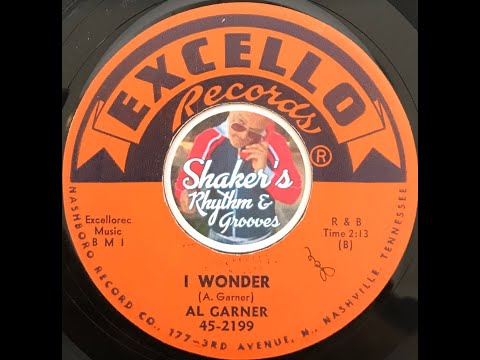 EXCELLO
Records
®
Shaker's
Rhythm &
Grooves
Excellorec
Music
B M I
R & B
Time 2:13
(B)
I WONDER
(A. Garner)
AL GARNER
45-2199
NASHBORO RECORD CO., 177-3RD AVENUE, N., NASHVILLE, TENNESSEE